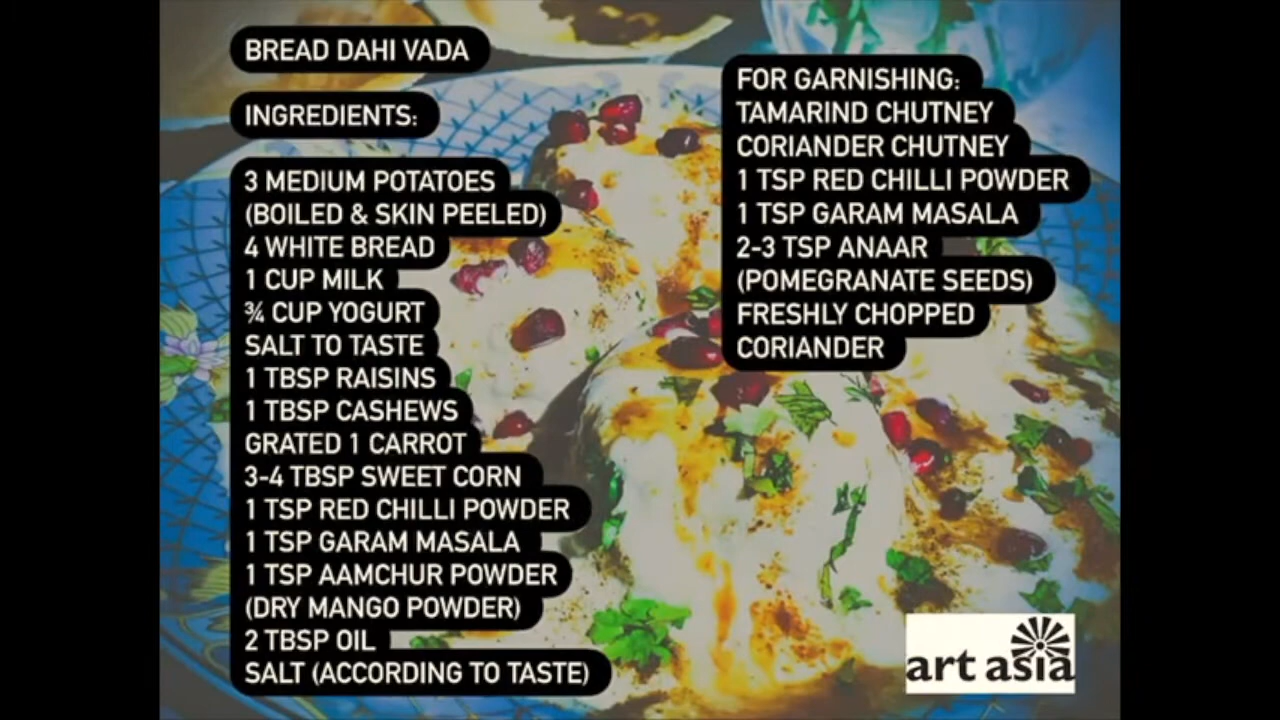 BREAD DAHI VADA
INGREDIENTS:
3 MEDIUM POTATOES
(BOILED & SKIN PEELED)
4 WHITE BREAD
1 CUP MILK
¾ CUP YOGURT
SALT TO TASTE
1 TBSP RAISINS
1 TBSP CASHEWS
GRATED 1 CARROT
3-4 TBSP SWEET CORN
1 TSP RED CHILLI POWDER
1 TSP GARAM MASALA
1 TSP AAMCHUR POWDER
(DRY MANGO POWDER)
2 TBSP OIL
SALT (ACCORDING TO TASTE)
FOR GARNISHING:
TAMARIND CHUTNEY
CORIANDER CHUTNEY
1 TSP RED CHILLI POWDER
1 TSP GARAM MASALA
2-3 TSP ANAAR
(POMEGRANATE SEEDS)
FRESHLY CHOPPED
CORIANDER
art asia